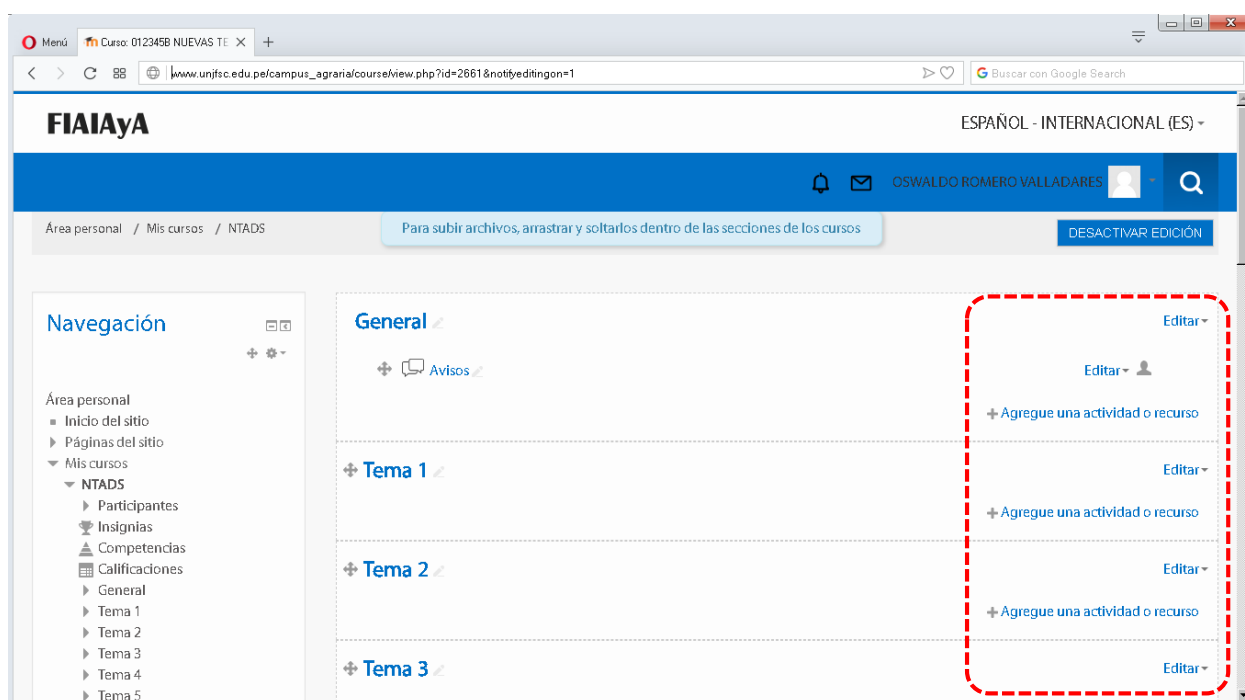 Menú
Curso: 012345B NUEVAS TE
www.unjfsc.edu.pe/campus_agraria/course/view.php?id=2661&notifyeditingon=1
Buscar con Google Search
FIAIAyA
ESPAÑOL - INTERNACIONAL (ES)
OSWALDO ROMERO VALLADARES
Área personal / Mis cursos / NTADS
Para subir archivos, arrastrar y soltarlos dentro de las secciones de los cursos
DESACTIVAR EDICIÓN
Navegación
Área personal
Inicio del sitio
Páginas del sitio
Mis cursos
NTADS
Participantes
Insignias
Competencias
Calificaciones
General
Tema 1
Tema 2
Tema 3
Tema 4
Tema 5
General
Editar
Avisos
Editar
Agregue una actividad o recurso
Tema 1
Editar
Agregue una actividad o recurso
Tema 2
Editar
Agregue una actividad o recurso
Tema 3
Editar